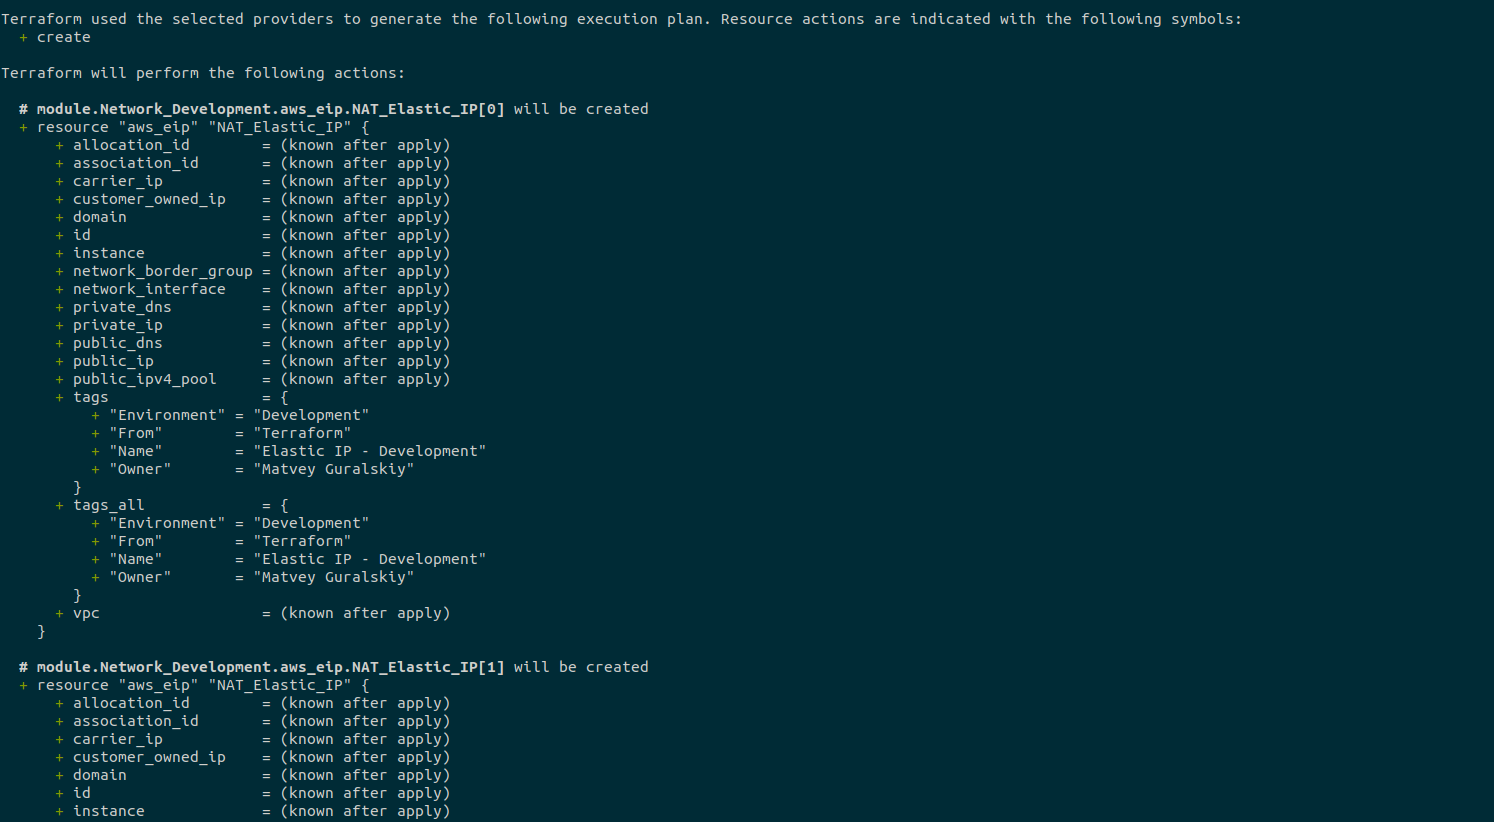 Terraform used the selected providers to generate the following execution plan. Resource actions are indicated with the following symbols:
  + create

Terraform will perform the following actions:

  # module.Network_Development.aws_eip.NAT_Elastic_IP[0] will be created
  + resource "aws_eip" "NAT_Elastic_IP" {
      + allocation_id        = (known after apply)
      + association_id       = (known after apply)
      + carrier_ip           = (known after apply)
      + customer_owned_ip    = (known after apply)
      + domain               = (known after apply)
      + id                   = (known after apply)
      + instance             = (known after apply)
      + network_border_group = (known after apply)
      + network_interface    = (known after apply)
      + private_dns          = (known after apply)
      + private_ip           = (known after apply)
      + public_dns           = (known after apply)
      + public_ip            = (known after apply)
      + public_ipv4_pool     = (known after apply)
      + tags                 = {
          + "Environment" = "Development"
          + "From"        = "Terraform"
          + "Name"        = "Elastic IP - Development"
          + "Owner"       = "Matvey Guralskiy"
        }
      + tags_all             = {
          + "Environment" = "Development"
          + "From"        = "Terraform"
          + "Name"        = "Elastic IP - Development"
          + "Owner"       = "Matvey Guralskiy"
        }
      + vpc                  = (known after apply)
    }

  # module.Network_Development.aws_eip.NAT_Elastic_IP[1] will be created
  + resource "aws_eip" "NAT_Elastic_IP" {
      + allocation_id        = (known after apply)
      + association_id       = (known after apply)
      + carrier_ip           = (known after apply)
      + customer_owned_ip    = (known after apply)
      + domain               = (known after apply)
      + id                   = (known after apply)
      + instance             = (known after apply)